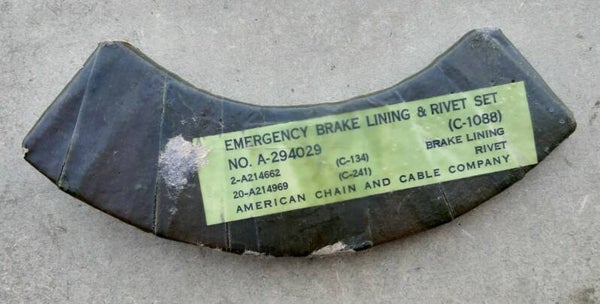 EMERGENCY BRAKE LINING & RIVET SET
NO. A-294029 (C-1088)
2-A214662 (C-134) BRAKE LINING
20-A214969 (C-241) RIVET
AMERICAN CHAIN AND CABLE COMPANY